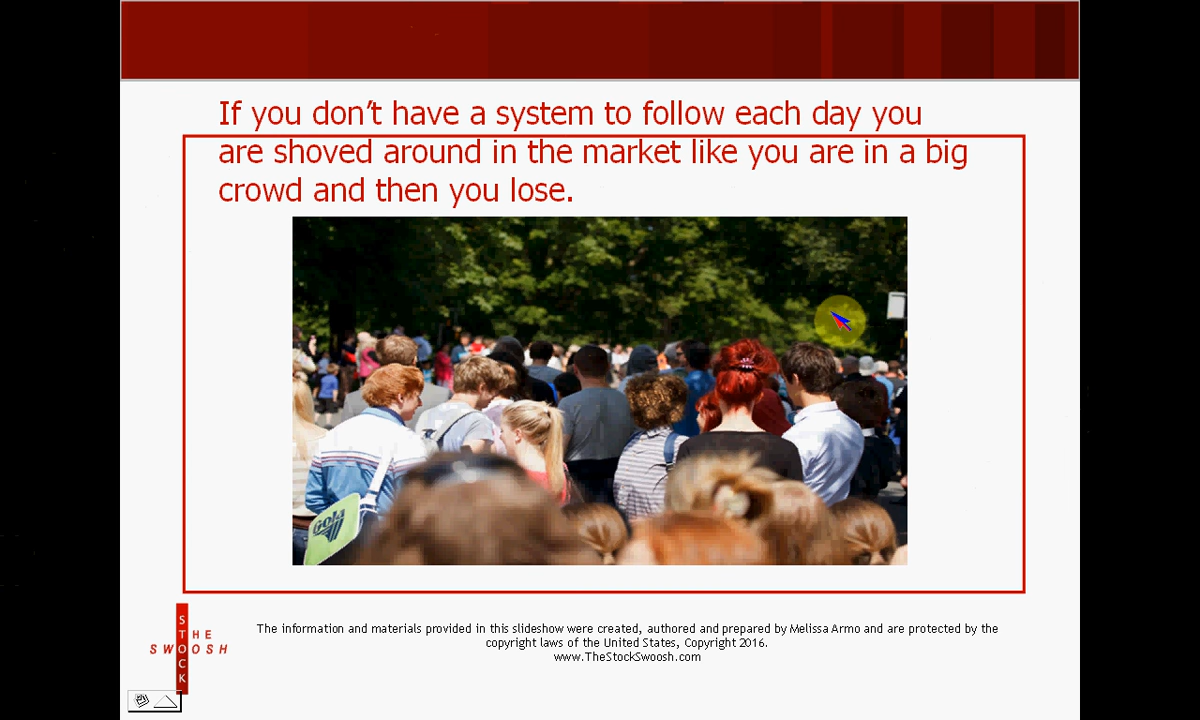 If you don't have a system to follow each day you
are shoved around in the market like you are in a big
crowd and then you lose.
Gola
THE
STOCK
SWOOSH
The information and materials provided in this slideshow were created, authored and prepared by Melissa Armo and are protected by the
copyright laws of the United States, Copyright 2016.
www.TheStockSwoosh.com